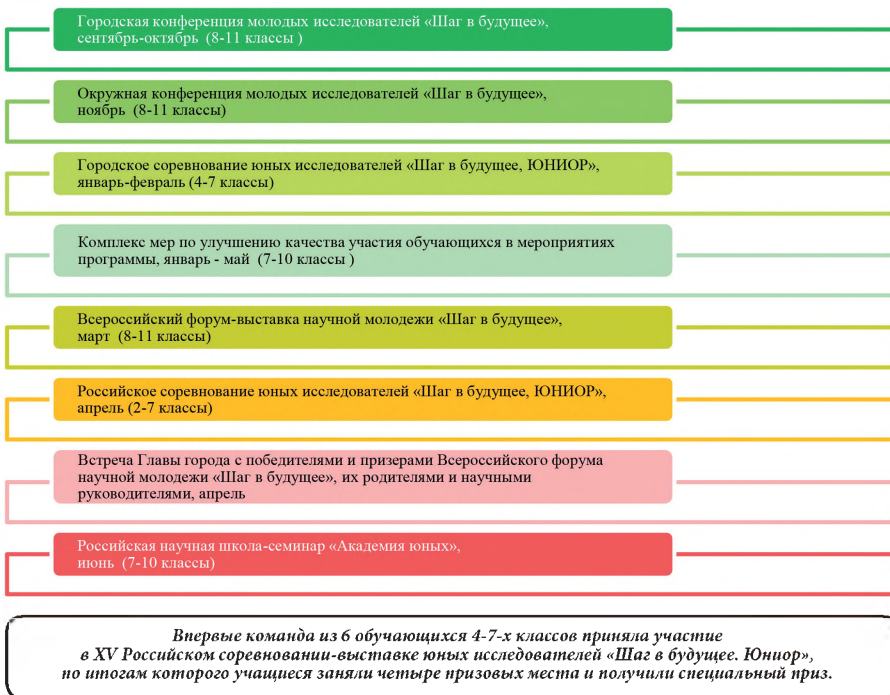 Городская конференция молодых исследователей «Шаг в будущее»,
сентябрь-октябрь (8-11 классы )
Окружная конференция молодых исследователей «Шаг в будущее»,
ноябрь (8-11 классы)
Городское соревнование юных исследователей «Шаг в будущее, ЮНИОР»,
январь-февраль (4-7 классы)
Комплекс мер по улучшению качества участия обучающихся в мероприятиях
программы, январь - май (7-10 классы )
Всероссийский форум-выставка научной молодежи «Шаг в будущее»,
март (8-11 классы)
Российское соревнование юных исследователей «Шаг в будущее, ЮНИОР»,
апрель (2-7 классы)
Встреча Главы города с победителями и призерами Всероссийского форума
научной молодежи «Шаг в будущее», их родителями и научными
руководителями, апрель
Российская научная школа-семинар «Академия юных»,
июнь (7-10 классы)
Впервые команда из 6 обучающихся 4-7-х классов приняла участие
в XV Российском соревновании-выставке юных исследователей «Шаг в будущее. Юниор»,
по итогам которого учащиеся заняли четыре призовых места и получили специальный приз.